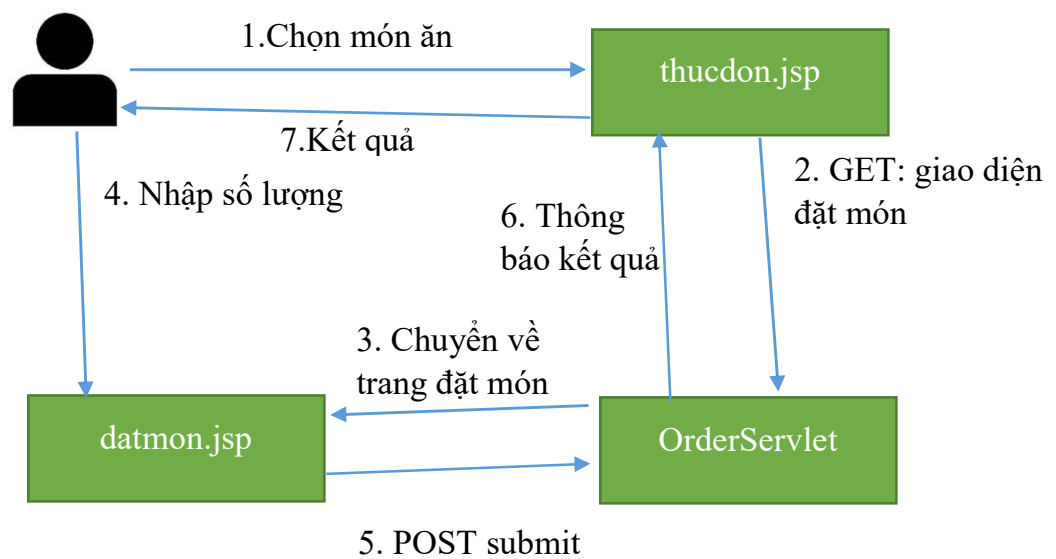 1.Chọn món ăn
thucdon.jsp
7.Kết quả
2. GET: giao diện
đặt món
4. Nhập số lượng
6. Thông
báo kết quả
3. Chuyển về
trang đặt món
datmon.jsp
OrderServlet
5. POST submit